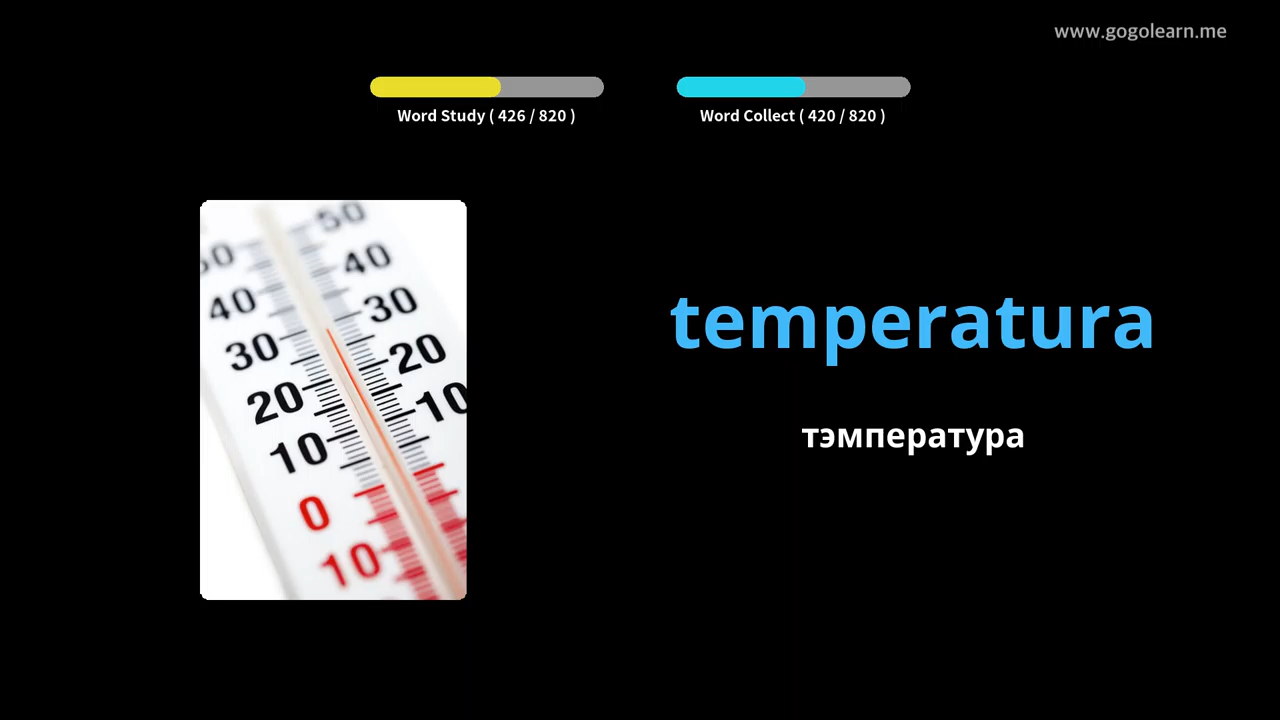 www.gogolearn.me
Word Study ( 426 / 820 )
Word Collect ( 420 / 820 )
50
40
40
30
30
20
20
10
10
0
10
temperatura
тэмпература